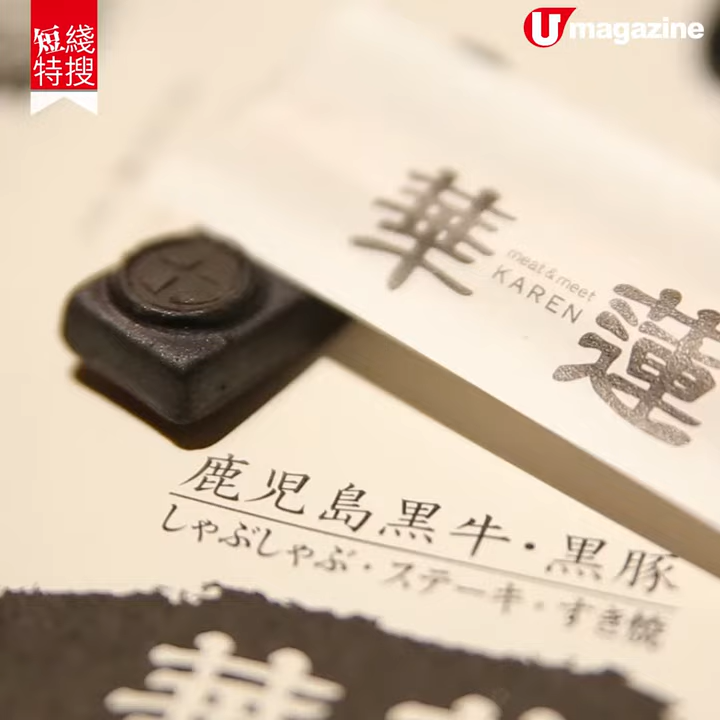 短綫
特搜
U magazine
華蓮
meat&meet
KAREN
鹿児島黒牛・黒豚
しゃぶしゃぶ・ステーキ・すき焼
華